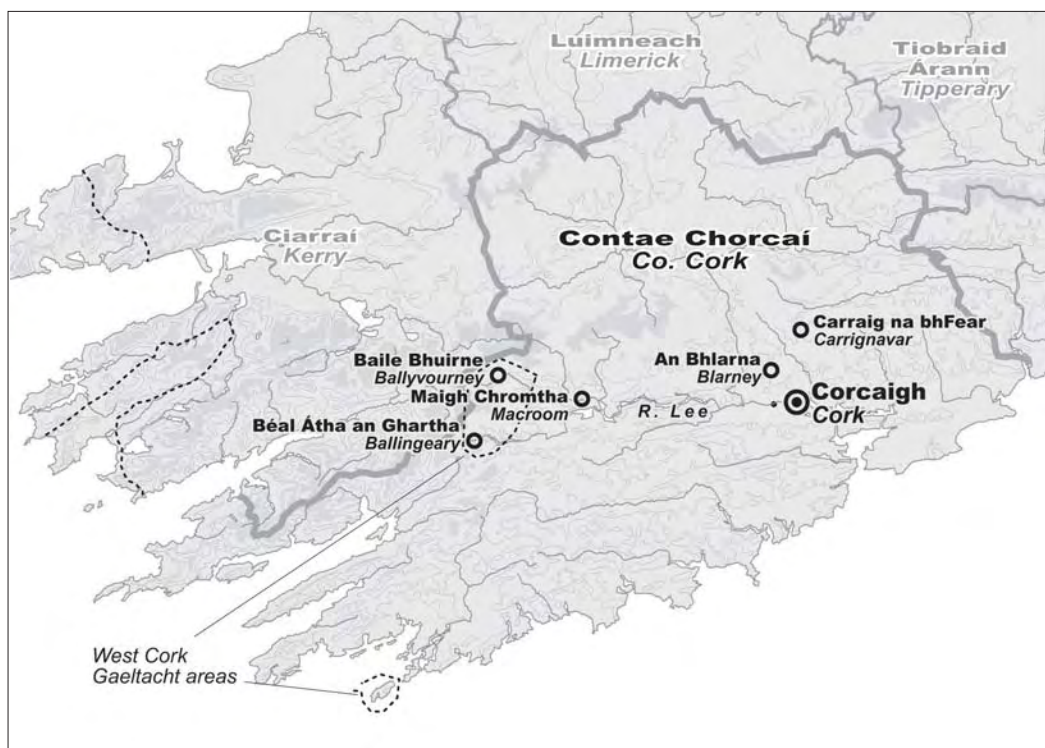 Luimneach
Limerick
Tiobraid
Árann
Tipperary
Ciarraí
Kerry
Contae Chorcaí
Co. Cork
Carraig na bhFear
Carrignavar
Baile Bhuirne
Ballyvourney
An Bhlarna
Blarney
Maigh Chromtha
Macroom
Corcaigh
Cork
R. Lee
Béal Átha an Ghartha
Ballingeary
West Cork
Gaeltacht areas